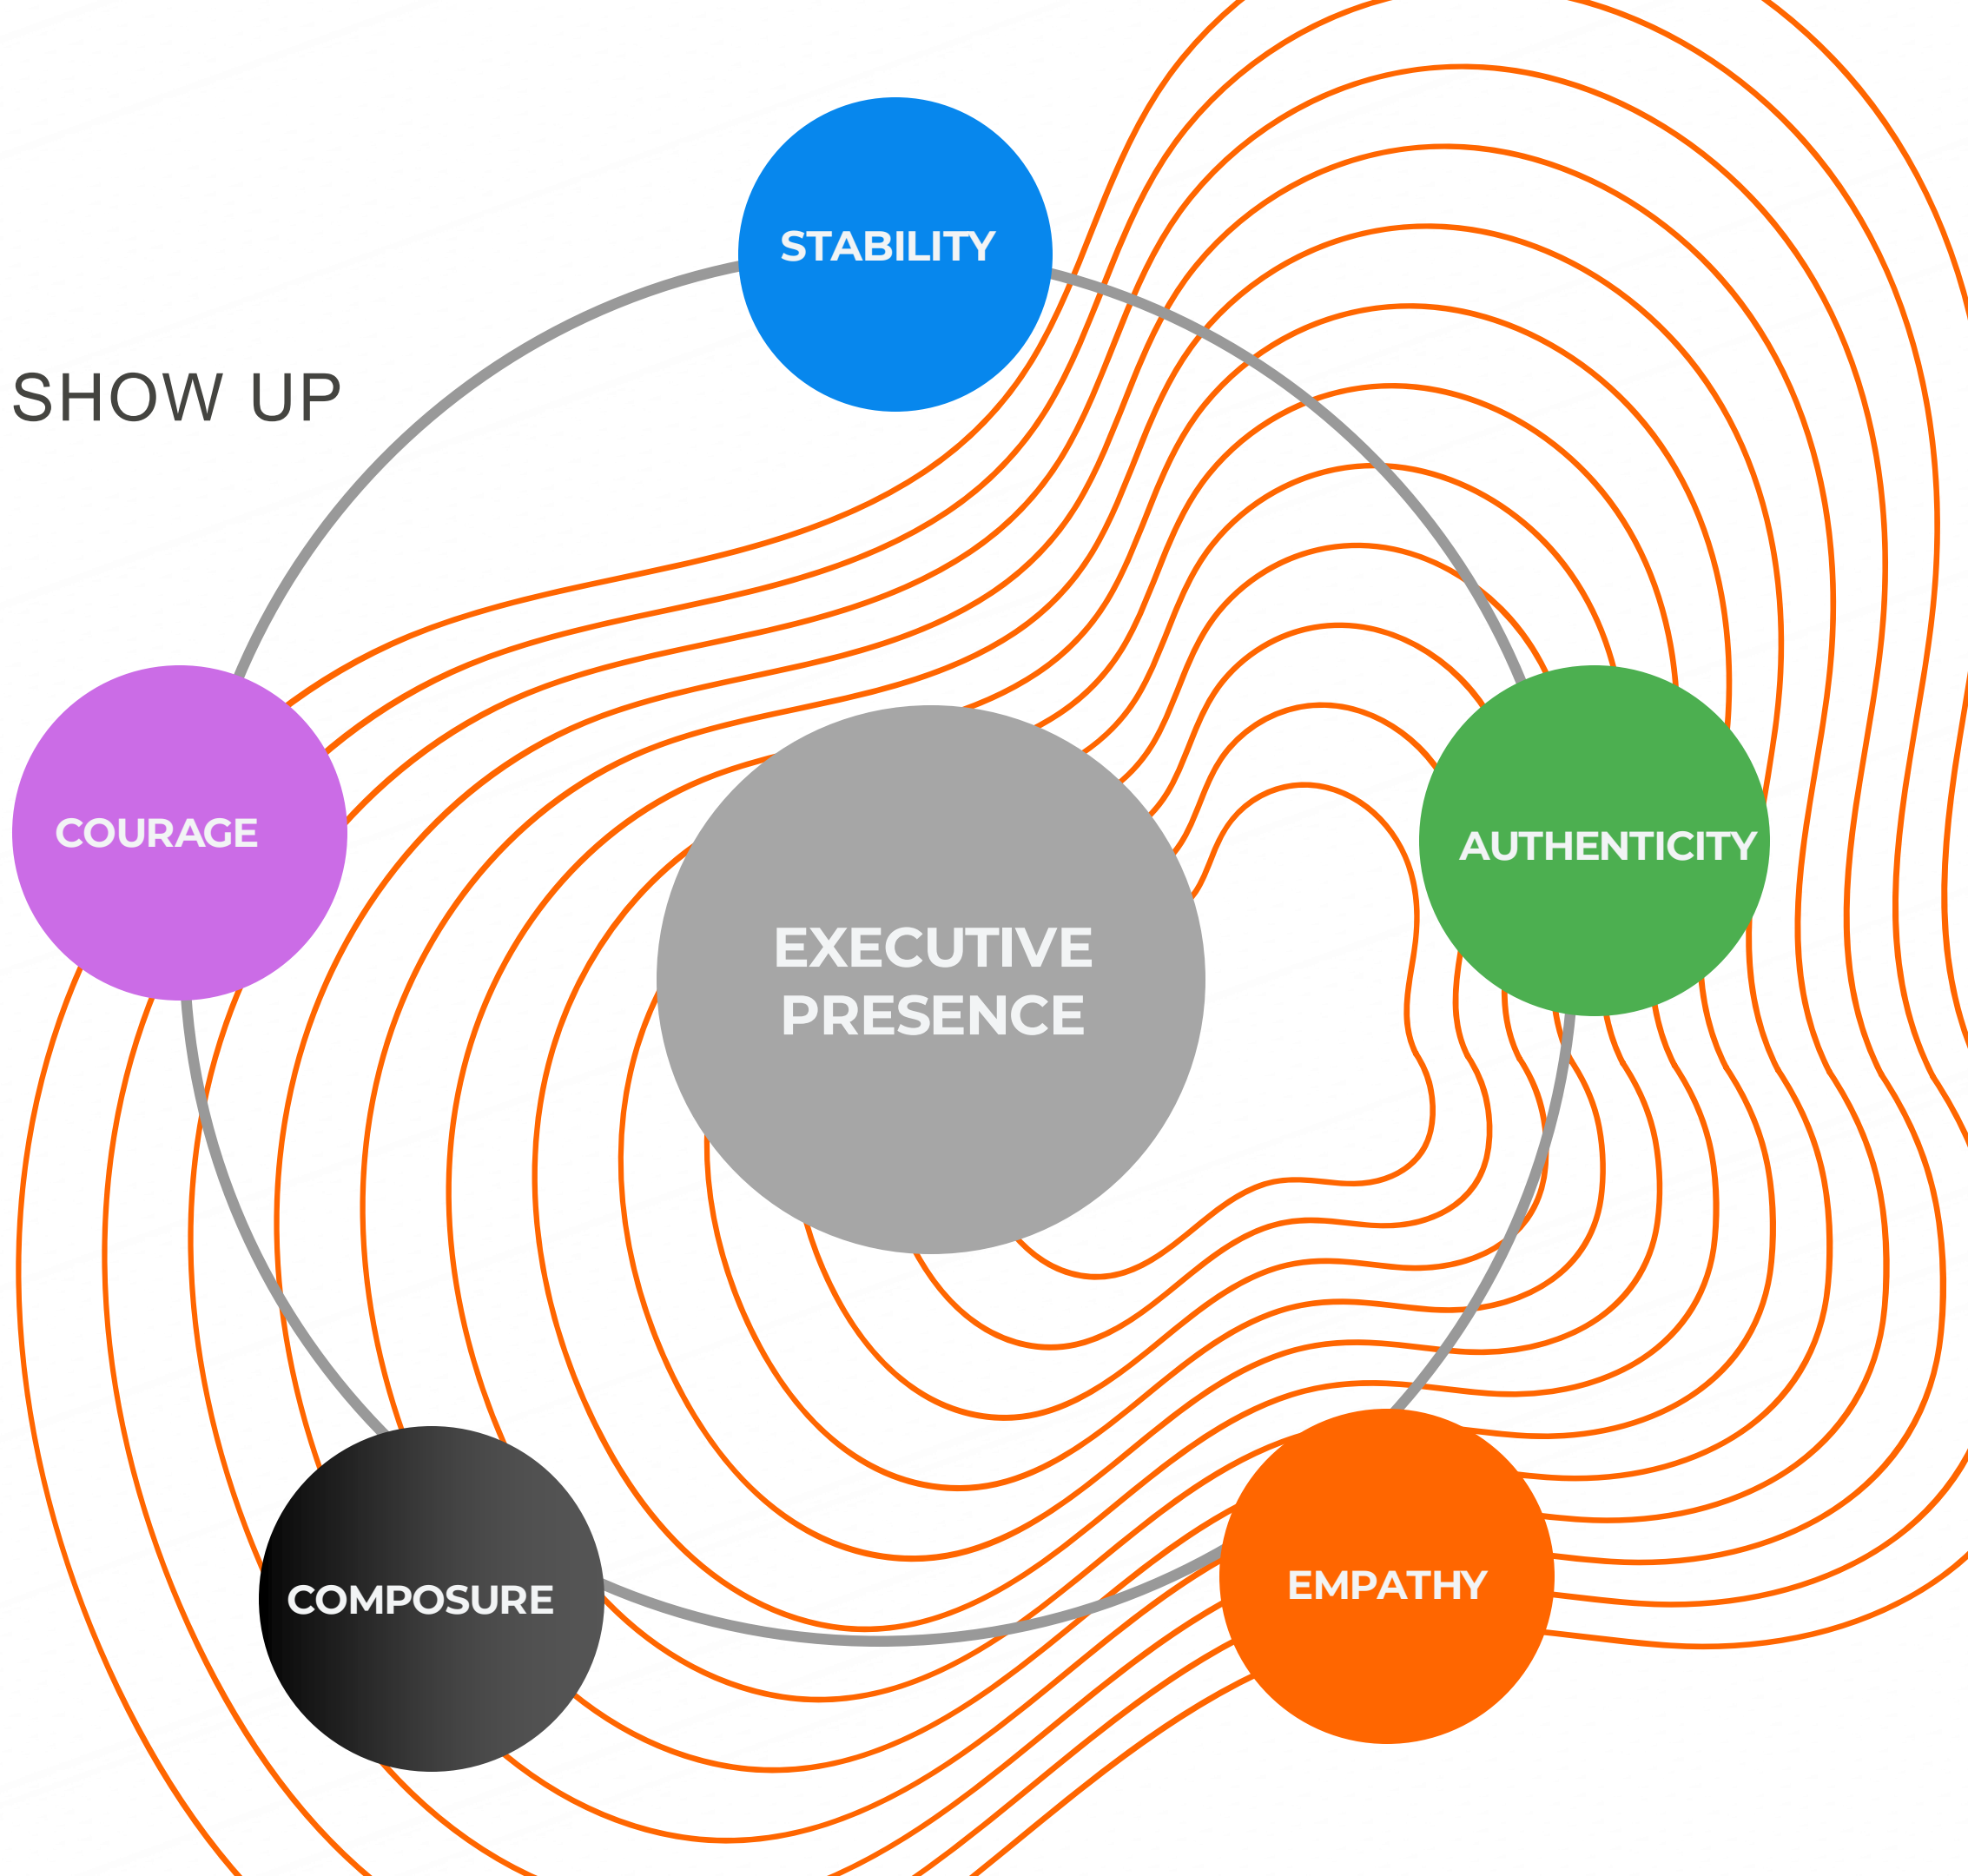 STABILITY
SHOW UP
COURAGE
AUTHENTICITY
EXECUTIVE
PRESENCE
EMPATHY
COMPOSURE